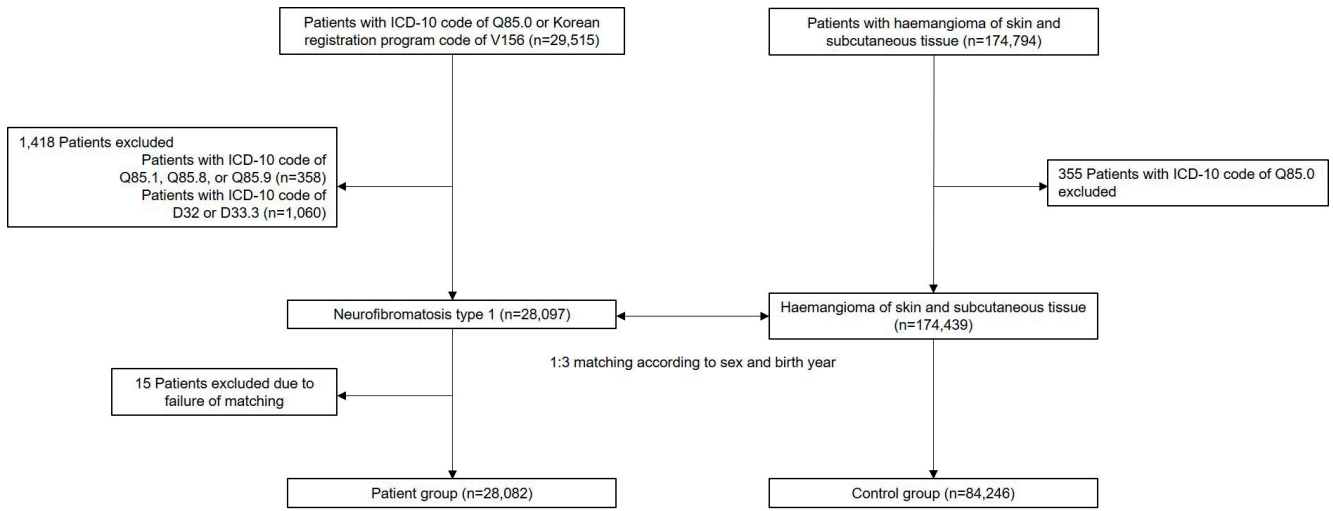 Patients with ICD-10 code of Q85.0 or Korean
registration program code of V156 (n=29,515)
Patients with haemangioma of skin and
subcutaneous tissue (n=174,794)
1,418 Patients excluded
Patients with ICD-10 code of
Q85.1, Q85.8, or Q85.9 (n=358)
Patients with ICD-10 code of
D32 or D33.3 (n=1,060)
355 Patients with ICD-10 code of Q85.0
excluded
Neurofibromatosis type 1 (n=28,097)
Haemangioma of skin and subcutaneous tissue
(n=174,439)
1:3 matching according to sex and birth year
15 Patients excluded due to
failure of matching
Patient group (n=28,082)
Control group (n=84,246)